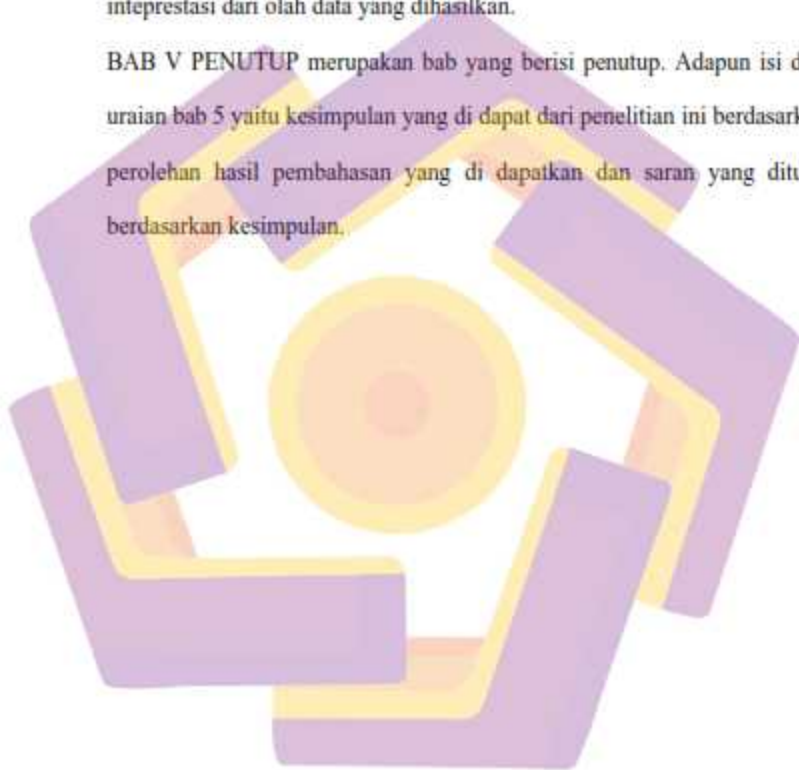 inteprestasi dari olah data yang dihasilkan.
BAB V PENUTUP merupakan bab yang berisi penutup. Adapun isi d
uraian bab 5 yaitu kesimpulan yang di dapat dari penelitian ini berdasark
perolehan hasil pembahasan yang di dapatkan dan saran yang ditu
berdasarkan kesimpulan.